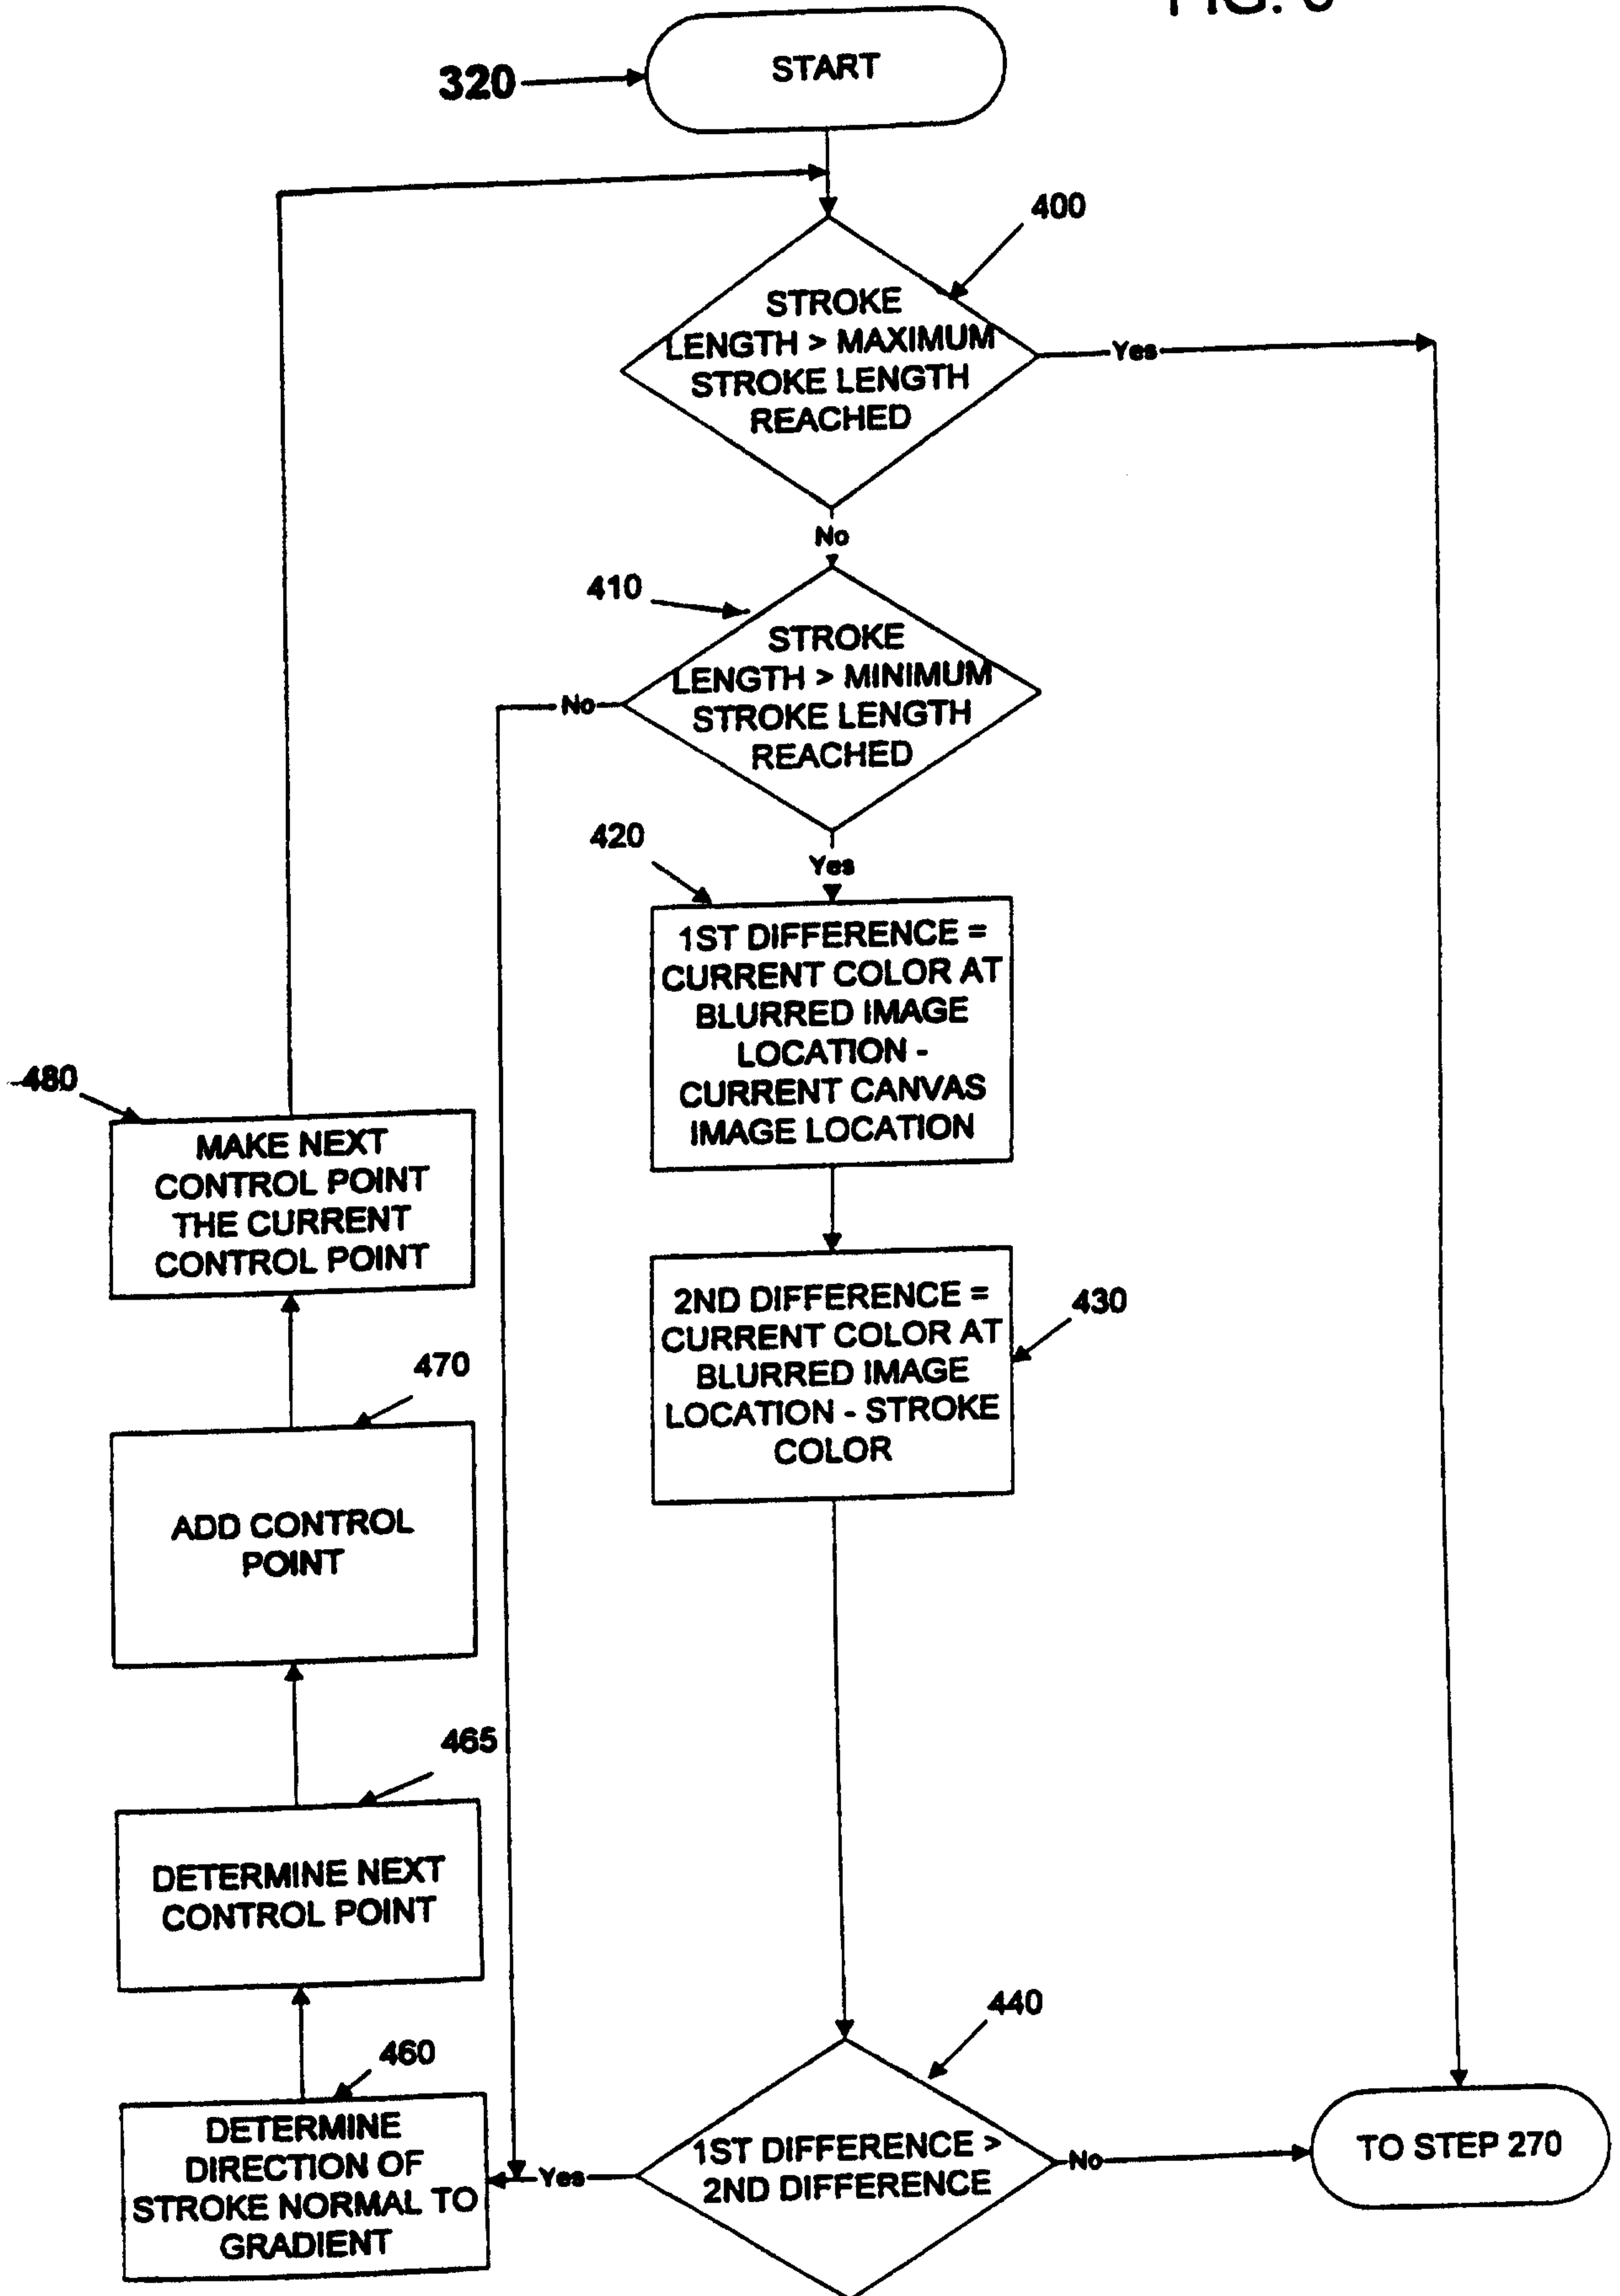 FIG. 6
START
320
400
STROKE
LENGTH > MAXIMUM
STROKE LENGTH
REACHED
Yes
No
410
STROKE
LENGTH > MINIMUM
STROKE LENGTH
REACHED
No
420
Yes
1ST DIFFERENCE =
CURRENT COLOR AT
BLURRED IMAGE
LOCATION -
CURRENT CANVAS
IMAGE LOCATION
480
MAKE NEXT
CONTROL POINT
THE CURRENT
CONTROL POINT
2ND DIFFERENCE =
CURRENT COLOR AT
BLURRED IMAGE
LOCATION - STROKE
COLOR
430
470
ADD CONTROL
POINT
465
DETERMINE NEXT
CONTROL POINT
440
460
DETERMINE
DIRECTION OF
STROKE NORMAL TO
GRADIENT
Yes
1ST DIFFERENCE >
2ND DIFFERENCE
No
TO STEP 270